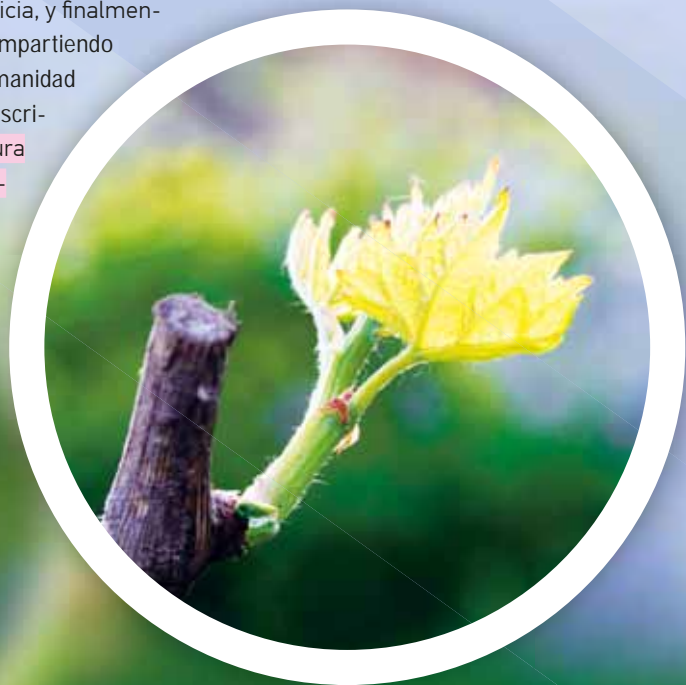 icia, y finalmen-
mpartiendo
manidad
scri-
ura
-